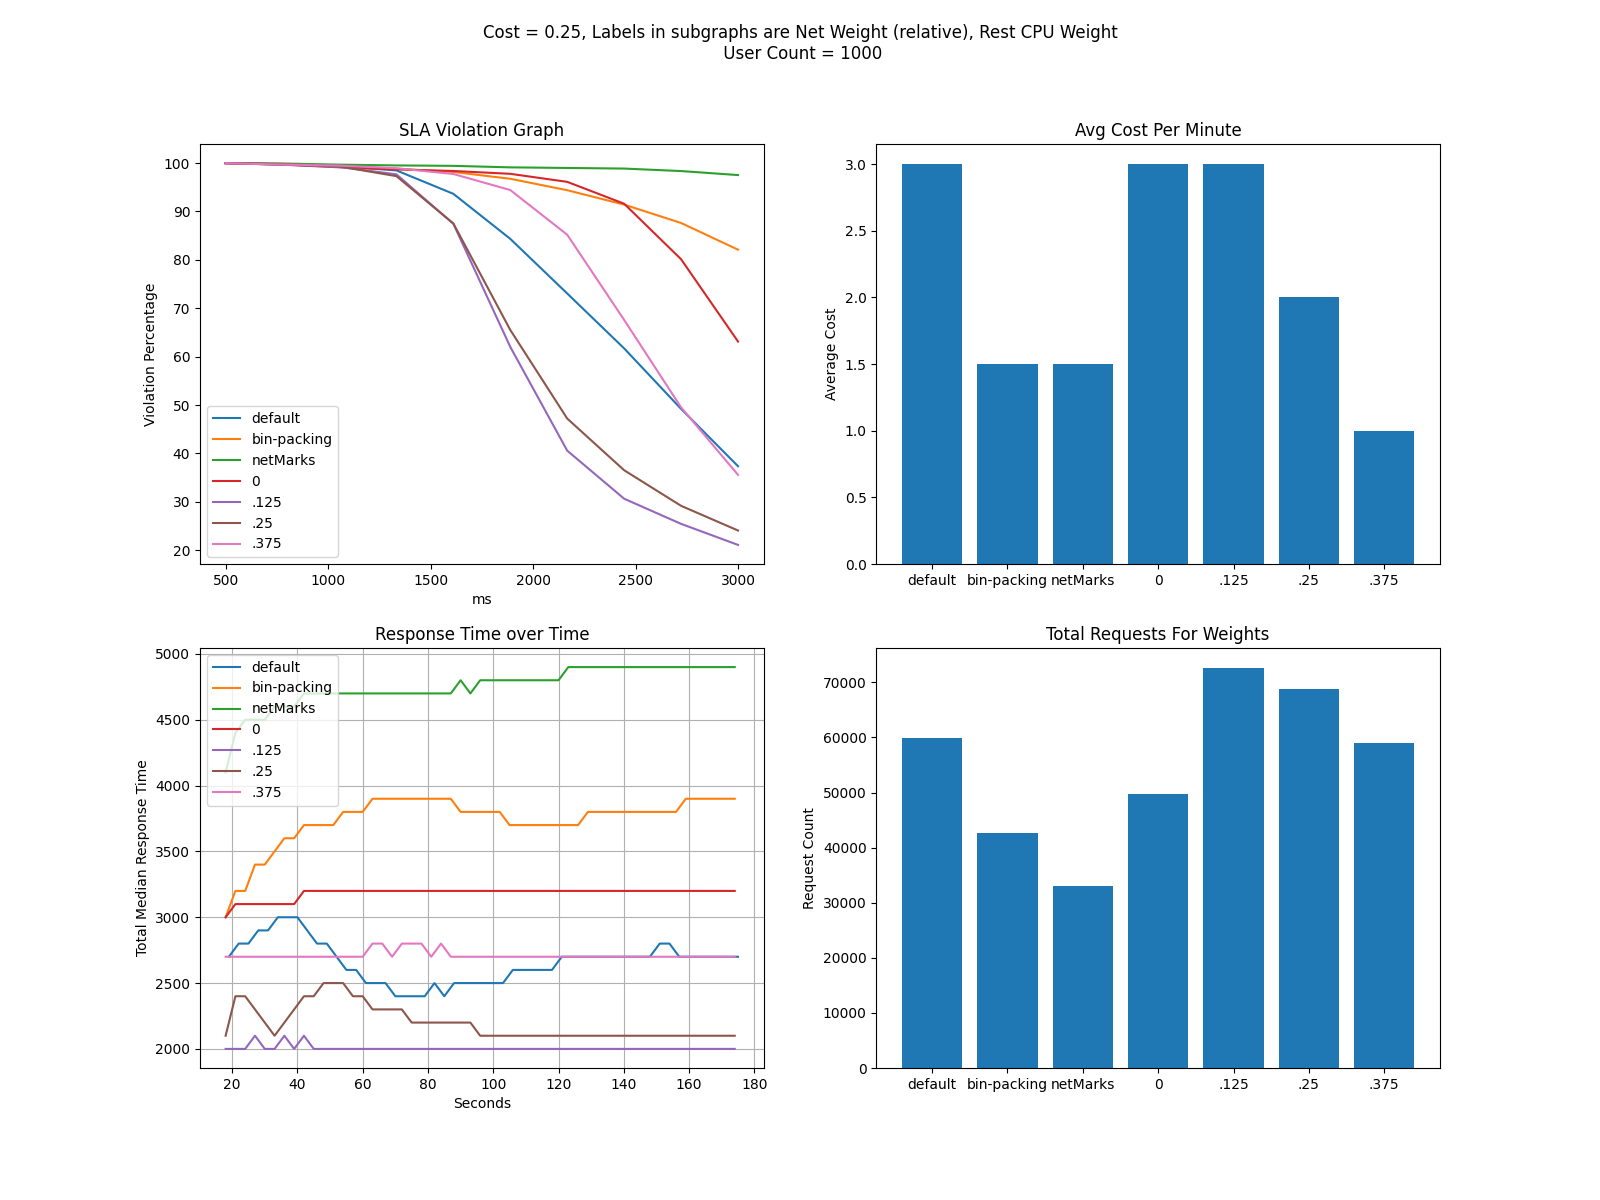 Cost = 0.25, Labels in subgraphs are Net Weight (relative), Rest CPU Weight
User Count = 1000
SLA Violation Graph
Violation Percentage
100
90
80
70
60
50
40
30
20
default
bin-packing
netMarks
0
.125
.25
.375
500 1000 1500 2000 2500 3000
ms
Avg Cost Per Minute
Average Cost
3.0
2.5
2.0
1.5
1.0
0.5
0.0
default bin-packing netMarks 0 .125 .25 .375
Response Time over Time
Total Median Response Time
5000
4500
4000
3500
3000
2500
2000
default
bin-packing
netMarks
0
.125
.25
.375
20 40 60 80 100 120 140 160 180
Seconds
Total Requests For Weights
Request Count
70000
60000
50000
40000
30000
20000
10000
0
default bin-packing netMarks 0 .125 .25 .375